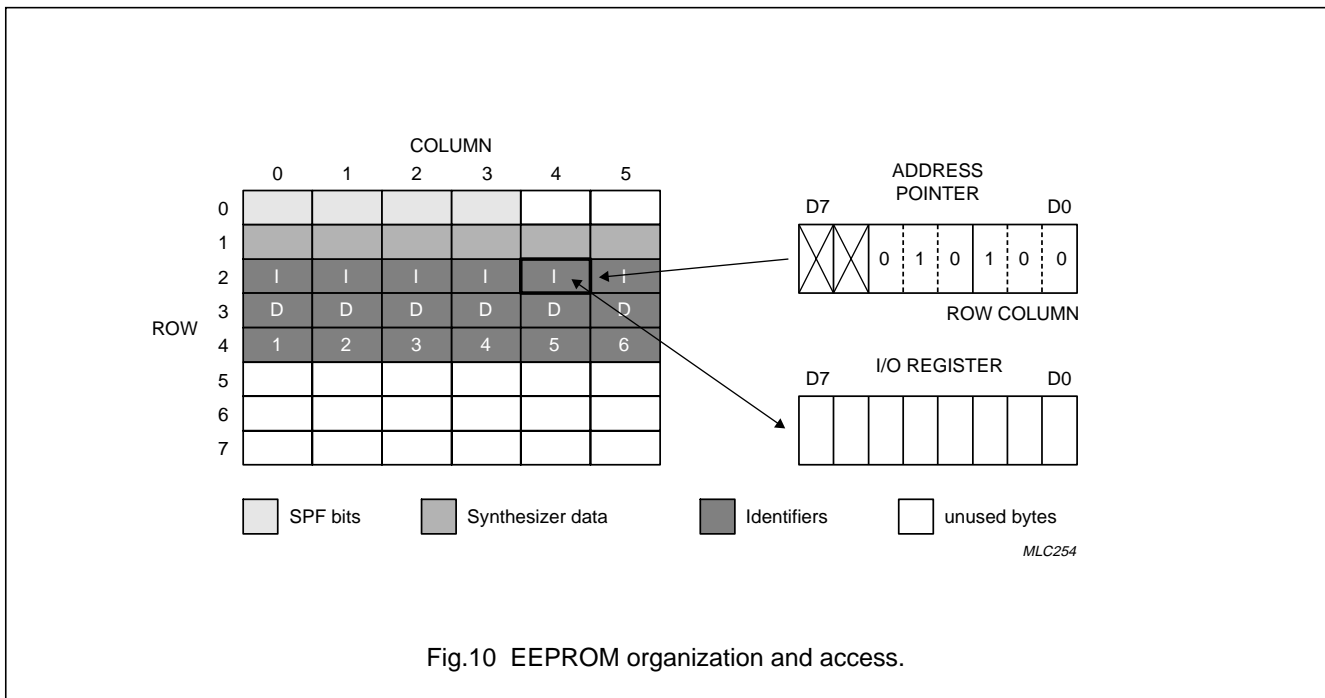 COLUMN
0 1 2 3 4 5
ROW
0
1
2 I I I I I I
3 D D D D D D
4 1 2 3 4 5 6
5
6
7
ADDRESS
POINTER
D7 D0
0 1 0 1 0 0
ROW COLUMN
I/O REGISTER
D7 D0
SPF bits Synthesizer data Identifiers unused bytes
MLC254
Fig.10 EEPROM organization and access.